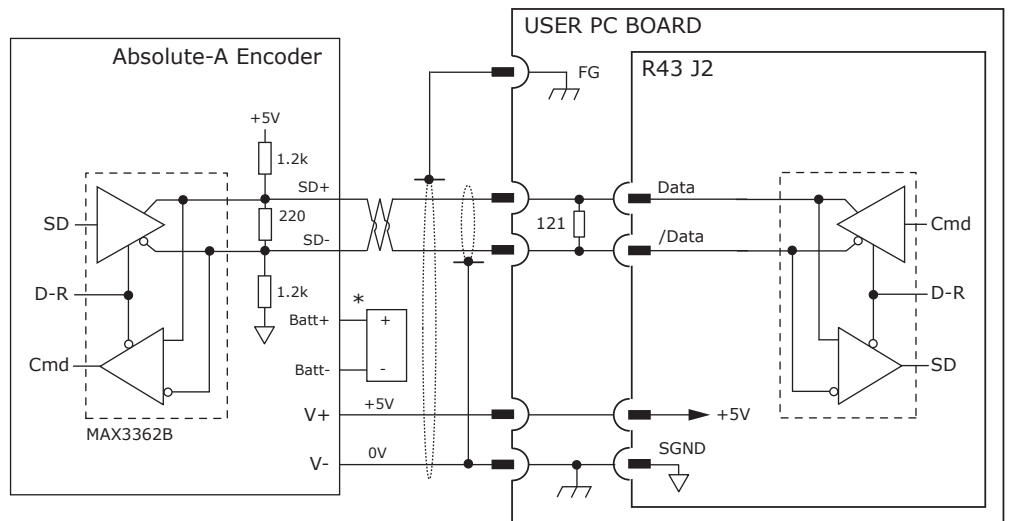 USER PC BOARD
Absolute-A Encoder
R43 J2
FG
+5V
1.2k
SD+
Data
SD
220
121
Cmd
SD-
/Data
D-R
1.2k
*
D-R
Batt+
+
Cmd
Batt-
-
SD
V+
+5V
+5V
MAX3362B
V-
0V
SGND